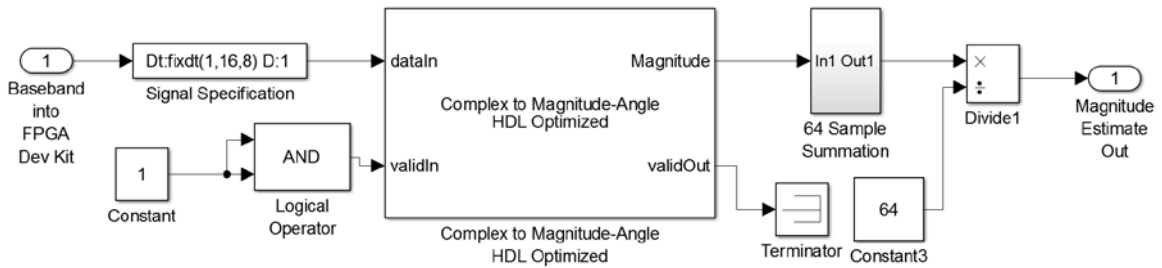 1
Baseband
into
FPGA
Dev Kit
Dt:fixdt(1,16,8) D:1
Signal Specification
1
Constant
AND
Logical
Operator
dataIn
Magnitude
Complex to Magnitude-Angle
HDL Optimized
validIn
validOut
Complex to Magnitude-Angle
HDL Optimized
In1 Out1
64 Sample
Summation
Terminator
64
Constant3
×
÷
Divide1
1
Magnitude
Estimate
Out